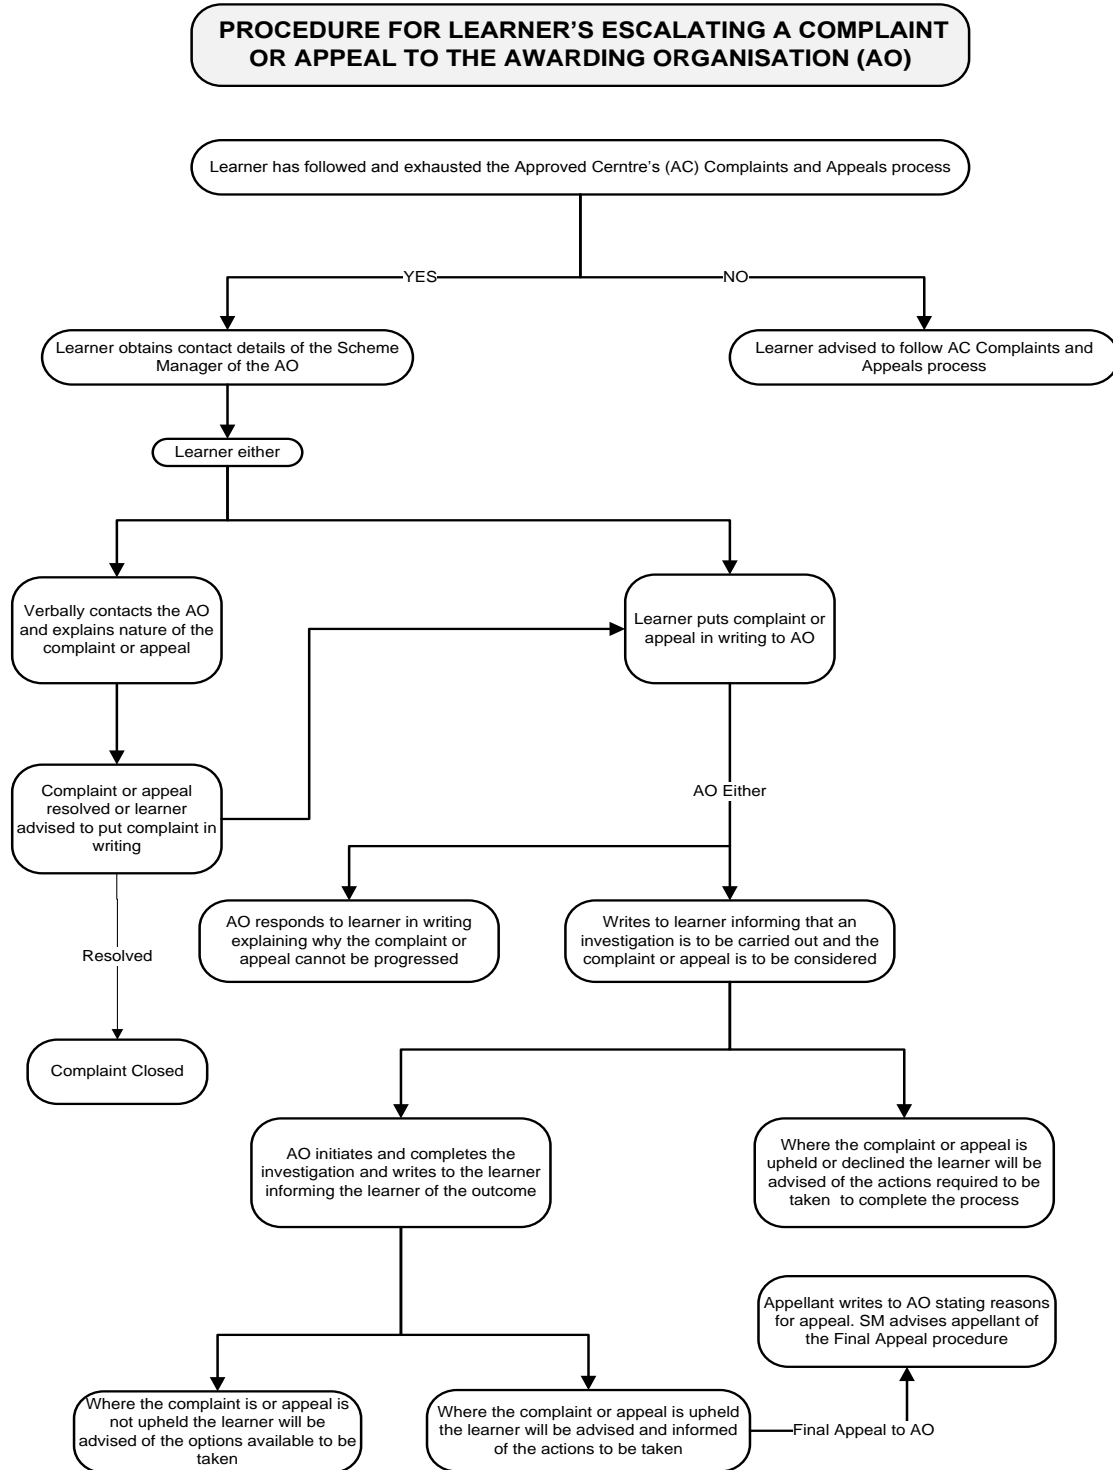 PROCEDURE FOR LEARNER'S ESCALATING A COMPLAINT
OR APPEAL TO THE AWARDING ORGANISATION (AO)
Learner has followed and exhausted the Approved Cerntre's (AC) Complaints and Appeals process
YES
NO
Learner obtains contact details of the Scheme
Manager of the AO
Learner advised to follow AC Complaints and
Appeals process
Learner either
Verbally contacts the AO
and explains nature of the
complaint or appeal
Learner puts complaint or
appeal in writing to AO
Complaint or appeal
resolved or learner
advised to put complaint in
writing
AO Either
AO responds to learner in writing
explaining why the complaint or
appeal cannot be progressed
Writes to learner informing that an
investigation is to be carried out and the
complaint or appeal is to be considered
Resolved
Complaint Closed
AO initiates and completes the
investigation and writes to the learner
informing the learner of the outcome
Where the complaint or appeal is
upheld or declined the learner will be
advised of the actions required to be
taken  to complete the process
Appellant writes to AO stating reasons
for appeal. SM advises appellant of
the Final Appeal procedure
Where the complaint is or appeal is
not upheld the learner will be
advised of the options available to be
taken
Where the complaint or appeal is upheld
the learner will be advised and informed
of the actions to be taken
Final Appeal to AO